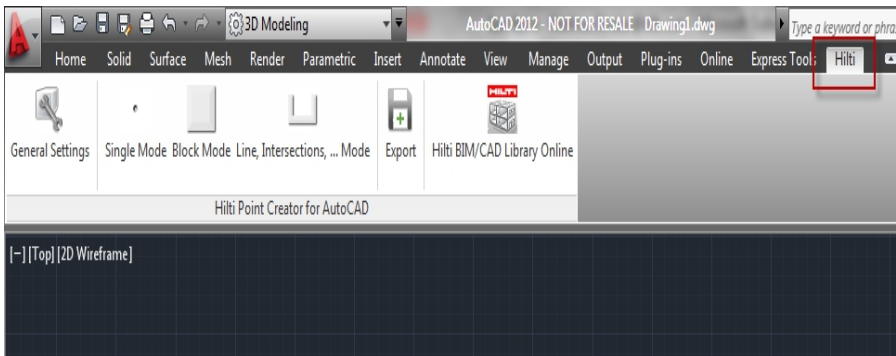 3D Modeling AutoCAD 2012 - NOT FOR RESALE Drawing1.dwg Type a keyword or phra
Home Solid Surface Mesh Render Parametric Insert Annotate View Manage Output Plug-ins Online Express Tools Hilti
HILTI
General Settings Single Mode Block Mode Line, Intersections, ... Mode Export Hilti BIM/CAD Library Online
Hilti Point Creator for AutoCAD
[−] [Top] [2D Wireframe]